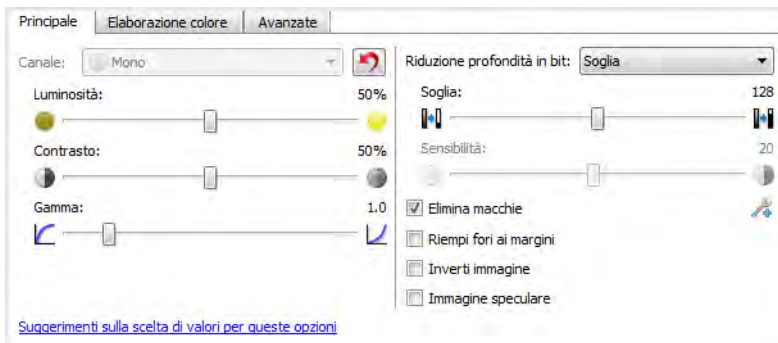 Principale Elaborazione colore Avanzate
Canale: Mono
Luminosità: 50%
Contrasto: 50%
Gamma: 1.0
Suggerimenti sulla scelta di valori per queste opzioni
Riduzione profondità in bit: Soglia
Soglia: 128
Sensibilità: 20
Elimina macchie
Riempi fori ai margini
Inverti immagine
Immagine speculare